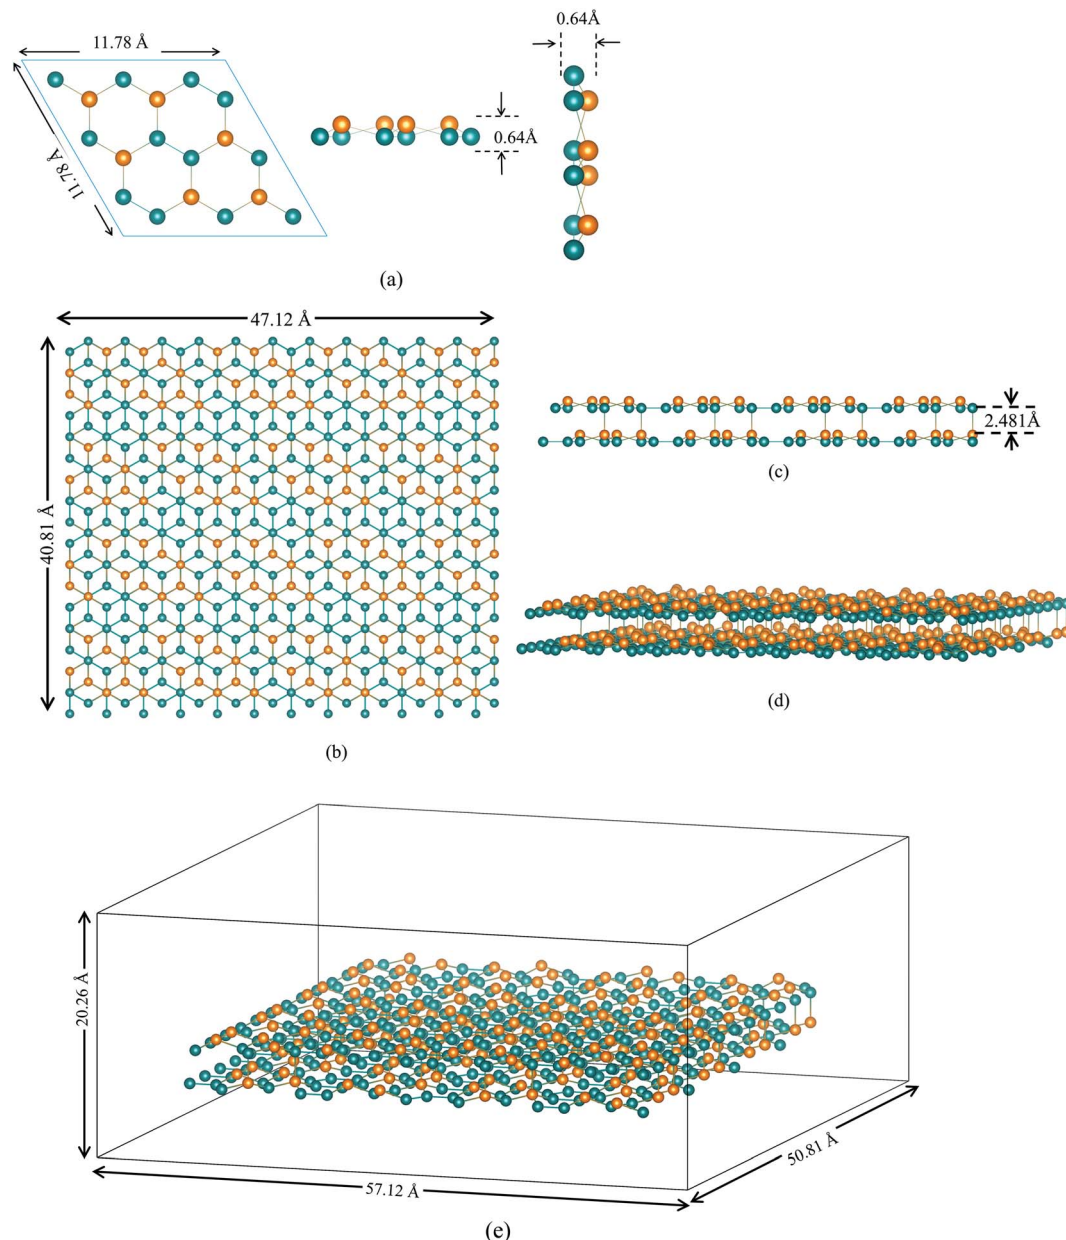 0.64Å
11.78 Å
11.78 Å
0.64Å
(a)
47.12 Å
40.81 Å
2.481Å
(c)
(d)
(b)
20.26 Å
57.12 Å
50.81 Å
(e)